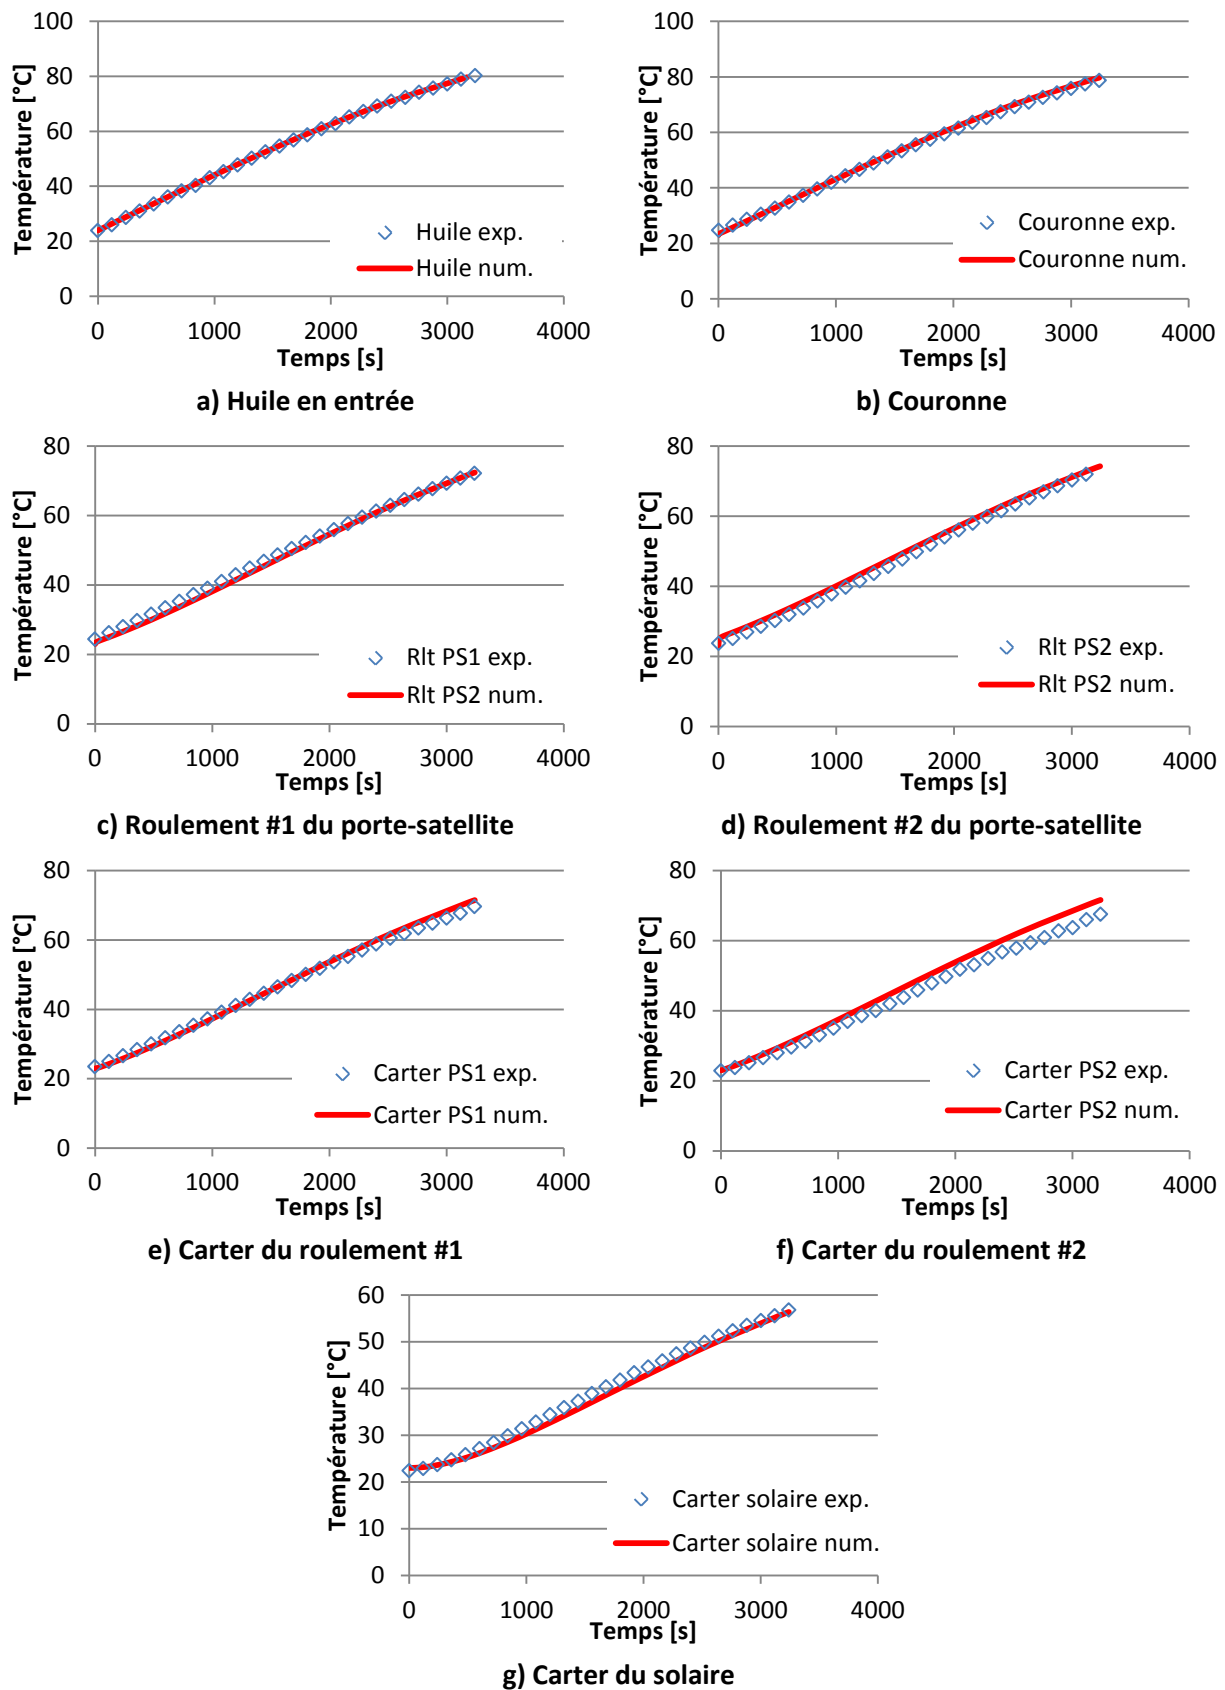 100
80
60
40
20
0
Température [°C]
Huile exp.
Huile num.
0 1000 2000 3000 4000
Temps [s]
a) Huile en entrée
100
80
60
40
20
0
Température [°C]
Couronne exp.
Couronne num.
0 1000 2000 3000 4000
Temps [s]
b) Couronne
80
60
40
20
0
Température [°C]
Rlt PS1 exp.
Rlt PS2 num.
0 1000 2000 3000 4000
Temps [s]
c) Roulement #1 du porte-satellite
80
60
40
20
0
Température [°C]
Rlt PS2 exp.
Rlt PS2 num.
0 1000 2000 3000 4000
Temps [s]
d) Roulement #2 du porte-satellite
80
60
40
20
0
Température [°C]
Carter PS1 exp.
Carter PS1 num.
0 1000 2000 3000 4000
Temps [s]
e) Carter du roulement #1
80
60
40
20
0
Température [°C]
Carter PS2 exp.
Carter PS2 num.
0 1000 2000 3000 4000
Temps [s]
f) Carter du roulement #2
60
50
40
30
20
10
0
Température [°C]
Carter solaire exp.
Carter solaire num.
0 1000 2000 3000 4000
Temps [s]
g) Carter du solaire